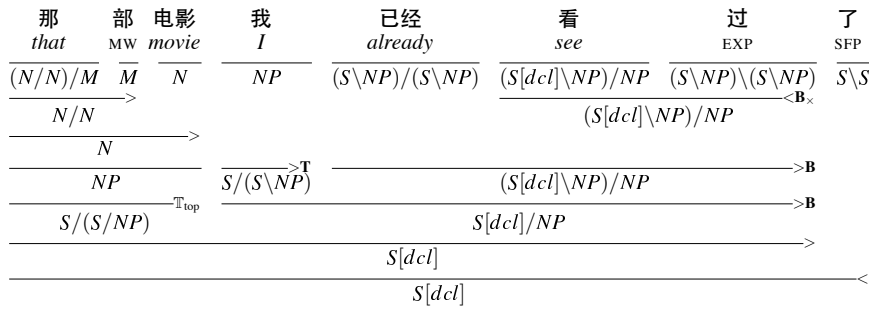 那 部 电影 我 已经 看 过 了
that MW movie I already see EXP SFP
(N/N)/M M N NP (S\NP)/(S\NP) (S[dcl]\NP)/NP (S\NP)\(S\NP) S\S
> <B×
N/N (S[dcl]\NP)/NP
>
N
>T >B
NP S/(S\NP) (S[dcl]\NP)/NP
𝕋top >B
S/(S/NP) S[dcl]/NP
>
S[dcl]
<
S[dcl]